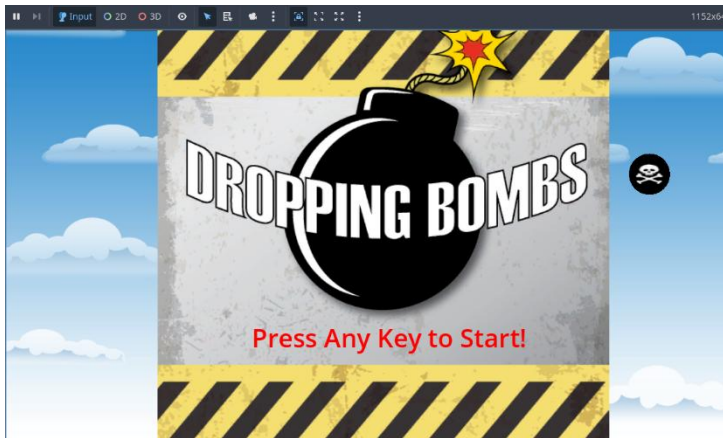 Input 2D 3D
1152x64
DROPPING BOMBS
Press Any Key to Start!